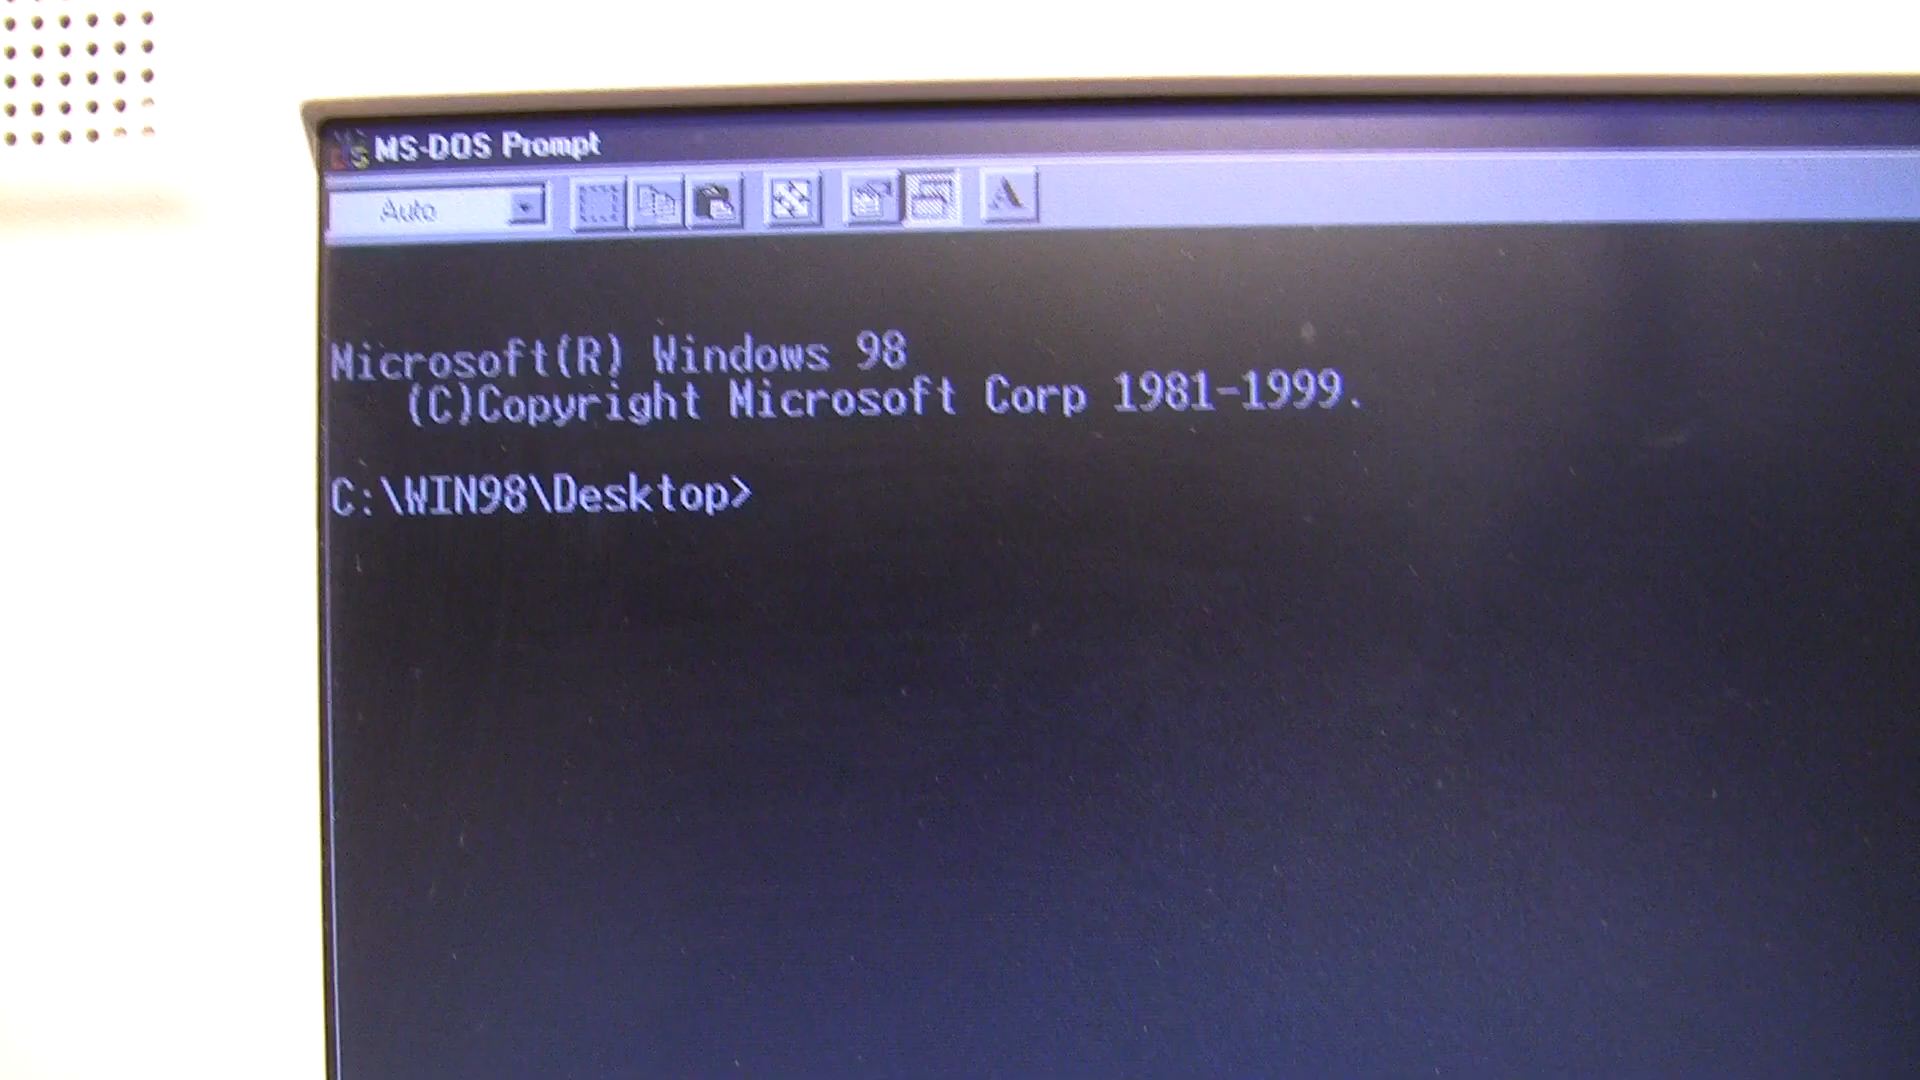 MS-DOS Prompt
Auto
A
Microsoft(R) Windows 98
(C)Copyright Microsoft Corp 1981-1999.
C:\WIN98\Desktop>